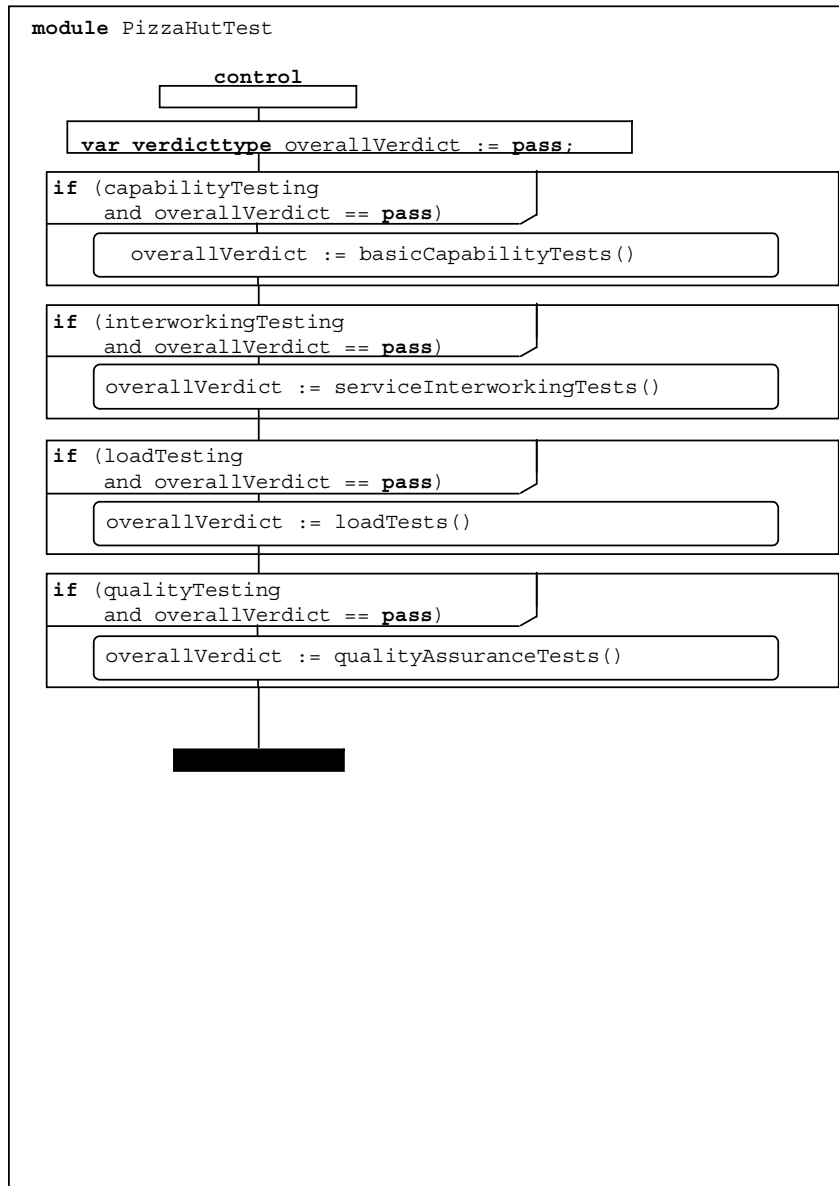 module PizzaHutTest
control
var verdicttype overallVerdict := pass;
if (capabilityTesting
and overallVerdict == pass)
overallVerdict := basicCapabilityTests()
if (interworkingTesting
and overallVerdict == pass)
overallVerdict := serviceInterworkingTests()
if (loadTesting
and overallVerdict == pass)
overallVerdict := loadTests()
if (qualityTesting
and overallVerdict == pass)
overallVerdict := qualityAssuranceTests()